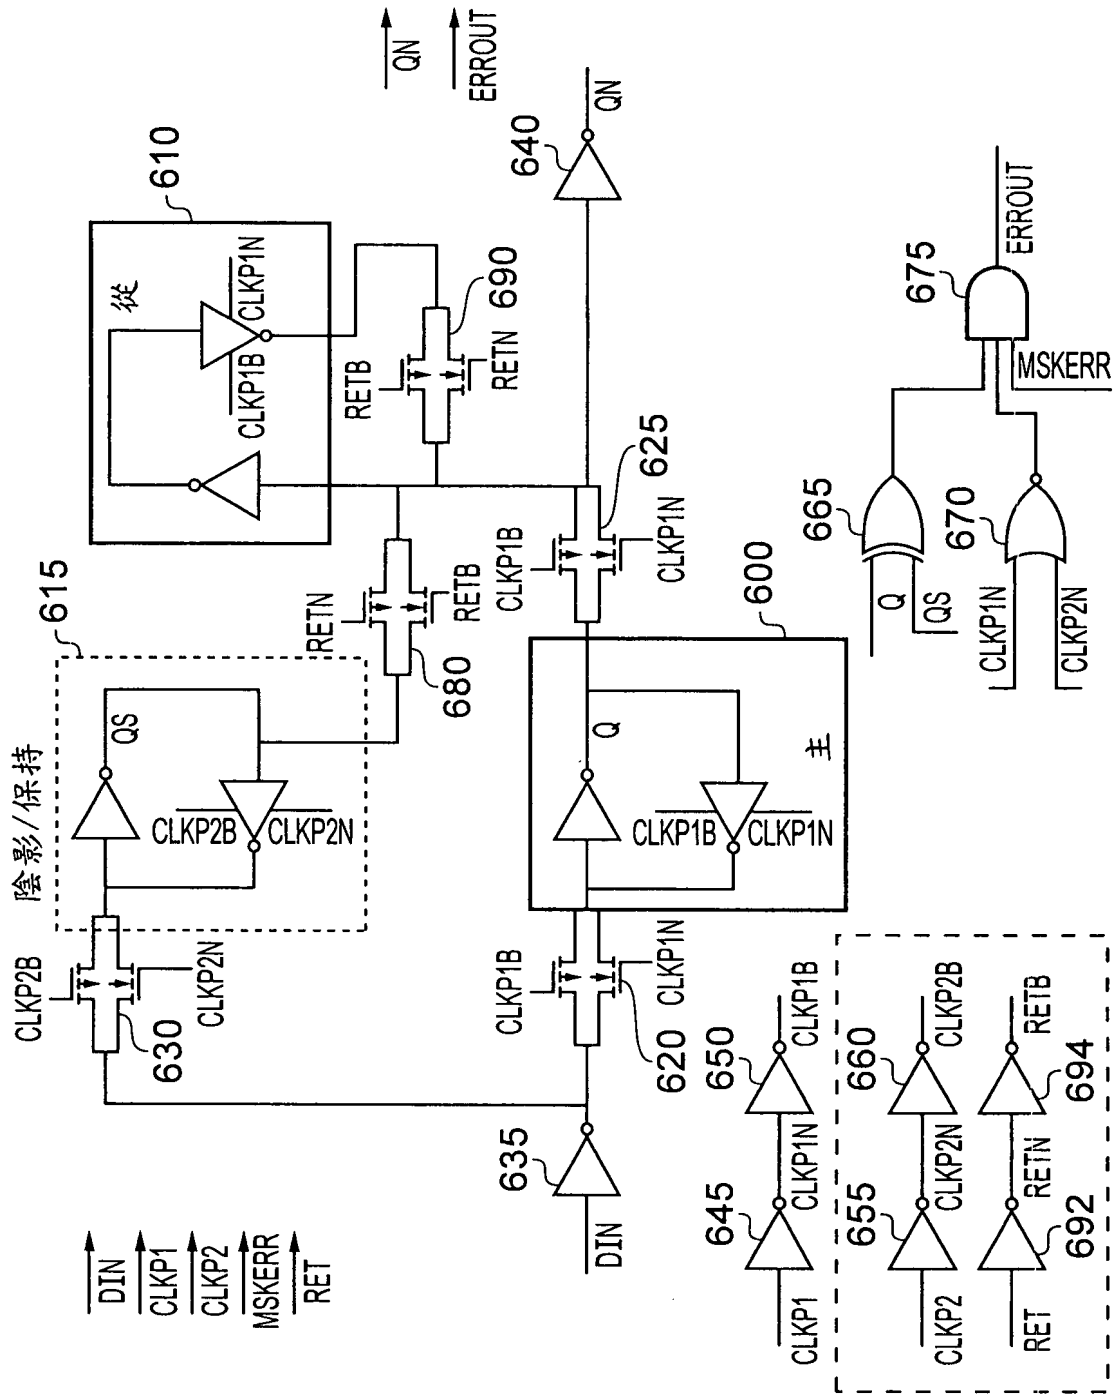 DIN
CLKP1
CLKP2
MSKERR
RET
QN
ERROUT
陰影/保持
615
QS
CLKP2B
CLKP2N
CLKP2B
CLKP2N
630
610
從
CLKP1B
CLKP1N
RETB
RETN
690
RETN
RETB
680
635
DIN
CLKP1B
CLKP1N
620
600
主
Q
CLKP1B
CLKP1N
CLKP1B
CLKP1N
625
640
QN
645
650
CLKP1
CLKP1N
CLKP1B
655
660
CLKP2
CLKP2N
CLKP2B
692
694
RET
RETN
RETB
665
Q
QS
670
CLKP1N
CLKP2N
675
MSKERR
ERROUT